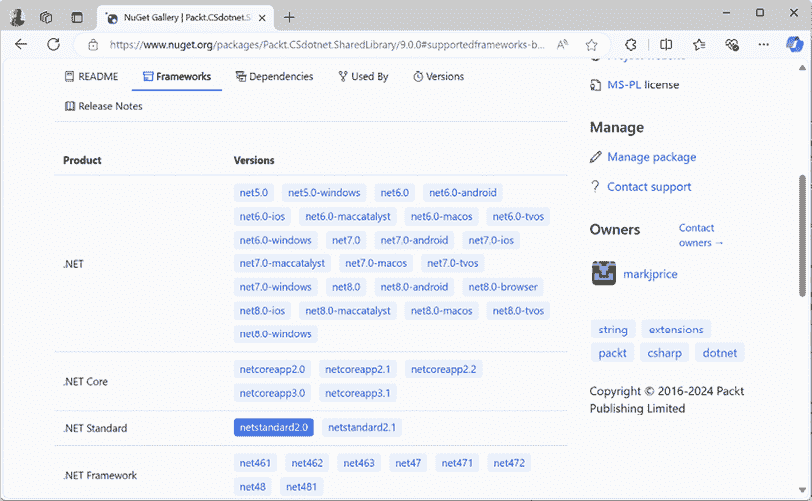 NuGet Gallery | Packt.CSdotnet.S
https://www.nuget.org/packages/Packt.CSdotnet.SharedLibrary/9.0.0#supportedframeworks-b...
README Frameworks Dependencies Used By Versions
Release Notes
Product Versions
.NET
net5.0 net5.0-windows net6.0 net6.0-android
net6.0-ios net6.0-maccatalyst net6.0-macos net6.0-tvos
net6.0-windows net7.0 net7.0-android net7.0-ios
net7.0-maccatalyst net7.0-macos net7.0-tvos
net7.0-windows net8.0 net8.0-android net8.0-browser
net8.0-ios net8.0-maccatalyst net8.0-macos net8.0-tvos
net8.0-windows
.NET Core
netcoreapp2.0 netcoreapp2.1 netcoreapp2.2
netcoreapp3.0 netcoreapp3.1
.NET Standard netstandard2.0 netstandard2.1
.NET Framework
net461 net462 net463 net47 net471 net472
net48 net481
Project website
MS-PL license
Manage
Manage package
Contact support
Owners
Contact
owners →
markjprice
string extensions
packt csharp dotnet
Copyright © 2016-2024 Packt
Publishing Limited